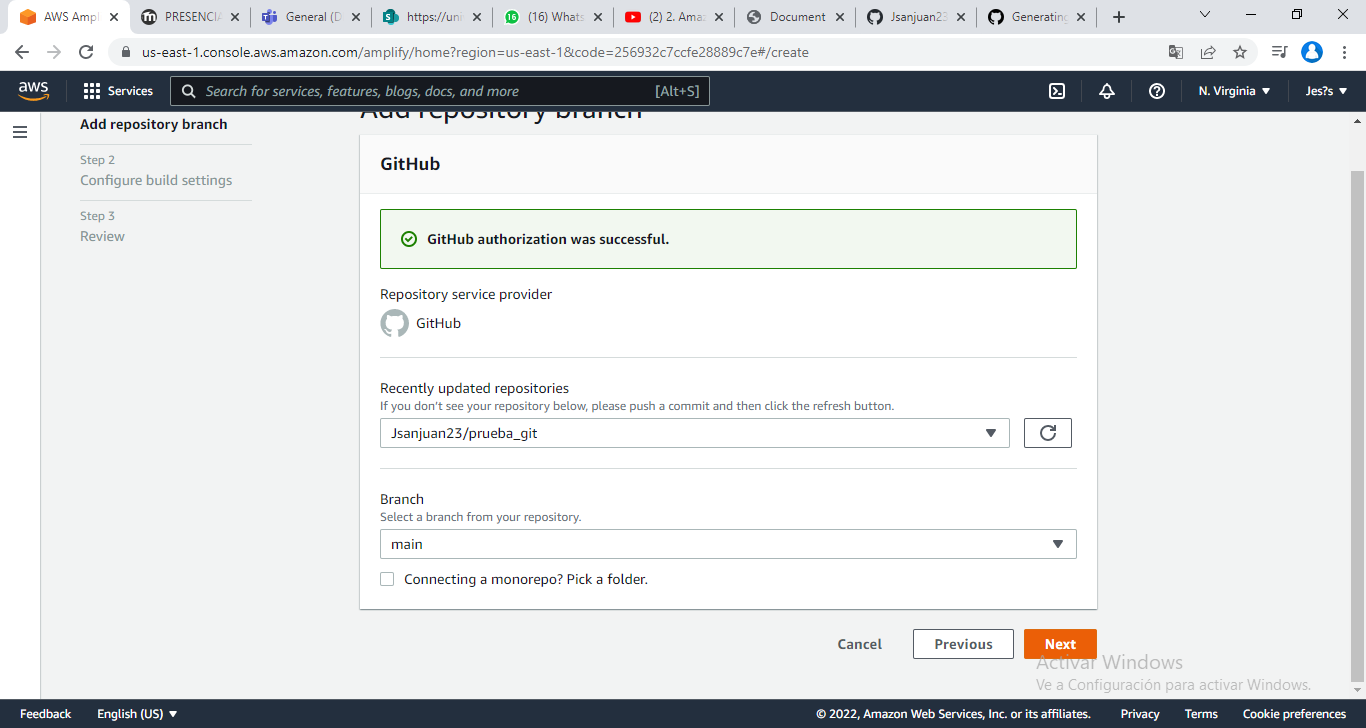 AWS Ampl
PRESENCIA
General (D
https://uni
(16) Whats
(2) 2. Amaz
Document
Jsanjuan23
Generating
us-east-1.console.aws.amazon.com/amplify/home?region=us-east-1&code=256932c7ccfe28889c7e#/create
aws
Services
Search for services, features, blogs, docs, and more
[Alt+S]
N. Virginia
Jes?s
Add repository branch
Step 2
Configure build settings
Step 3
Review
Add repository branch
GitHub
GitHub authorization was successful.
Repository service provider
GitHub
Recently updated repositories
If you don't see your repository below, please push a commit and then click the refresh button.
Jsanjuan23/prueba_git
Branch
Select a branch from your repository.
main
Connecting a monorepo? Pick a folder.
Cancel
Previous
Next
Activar Windows
Ve a Configuración para activar Windows.
Feedback
English (US)
© 2022, Amazon Web Services, Inc. or its affiliates.
Privacy
Terms
Cookie preferences